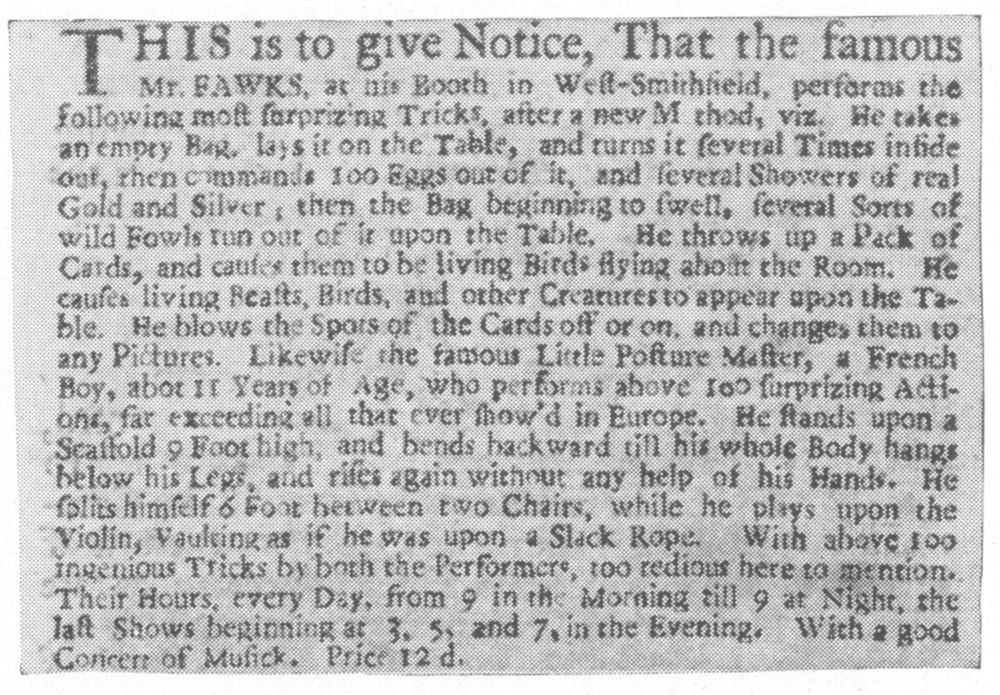 THIS is to give Notice, That the famous
Mr. FAWKS, at his Booth in Weſt-Smithfield, performs the
following moſt ſurprizing Tricks, after a new M thod, viz. He takes
an empty Bag, lays it on the Table, and turns it ſeveral Times inſide
out, then commands 100 Eggs out of it, and ſeveral Showers of real
Gold and Silver; then the Bag beginning to ſwell, ſeveral Sorts of
wild Fowls run out of it upon the Table. He throws up a Pack of
Cards, and cauſes them to be living Birds flying about the Room. He
cauſes living Beaſts, Birds, and other Creatures to appear upon the Ta-
ble. He blows the Spots of the Cards off or on, and changes them to
any Pictures. Likewiſe the famous Little Poſture Maſter, a French
Boy, abot 11 Years of Age, who performs above 100 ſurprizing Acti-
ons, far exceeding all that ever ſhow'd in Europe. He ſtands upon a
Scaffold 9 Foot high, and bends backward till his whole Body hangs
below his Legs, and riſes again without any help of his Hands. He
ſplits himſelf 6 Foot between two Chairs, while he plays upon the
Violin, Vaulting as if he was upon a Slack Rope. With above 100
ingenious Tricks by both the Performers, too tedious here to mention.
Their Hours, every Day, from 9 in the Morning till 9 at Night, the
laſt Shows beginning at 3, 5, and 7, in the Evening. With a good
Concert of Muſick. Price 12 d.